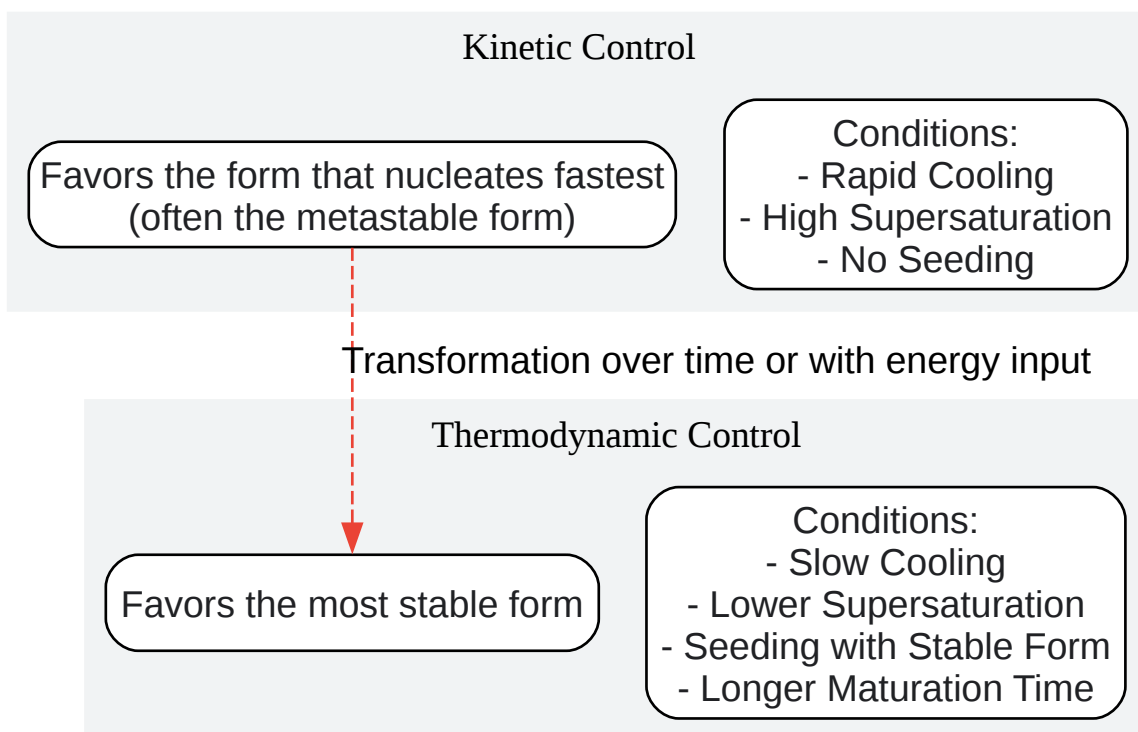 Kinetic Control
Favors the form that nucleates fastest
(often the metastable form)
Conditions:
- Rapid Cooling
- High Supersaturation
- No Seeding
Transformation over time or with energy input
Thermodynamic Control
Favors the most stable form
Conditions:
- Slow Cooling
- Lower Supersaturation
- Seeding with Stable Form
- Longer Maturation Time